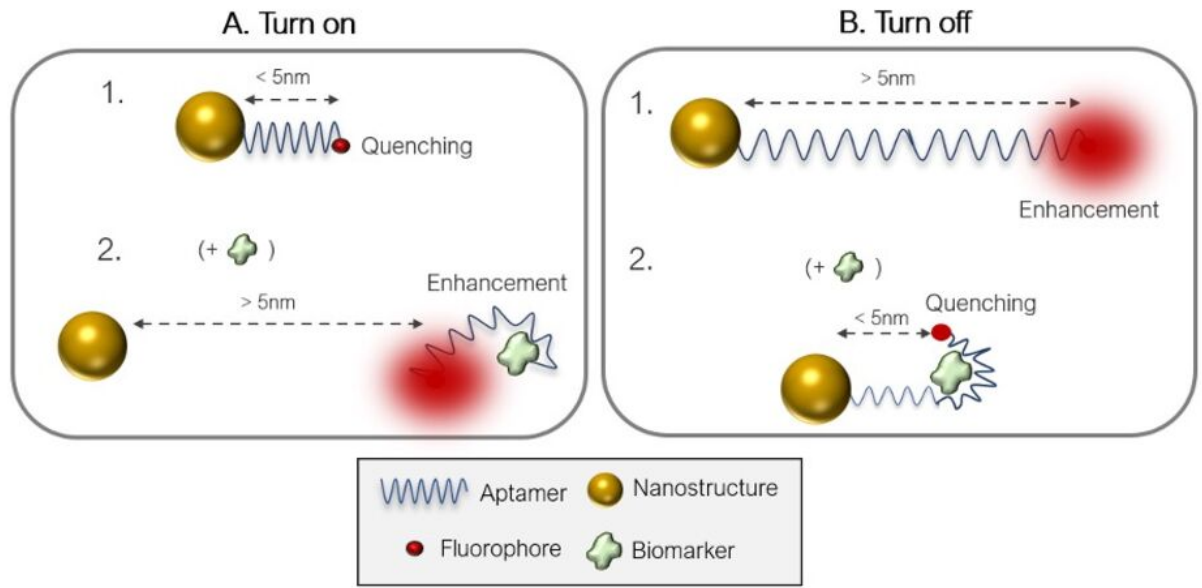 A. Turn on
1.
< 5nm
Quenching
2.
(+ )
> 5nm
Enhancement
B. Turn off
1.
> 5nm
Enhancement
2.
(+ )
Quenching
< 5nm
Aptamer
Nanostructure
Fluorophore
Biomarker